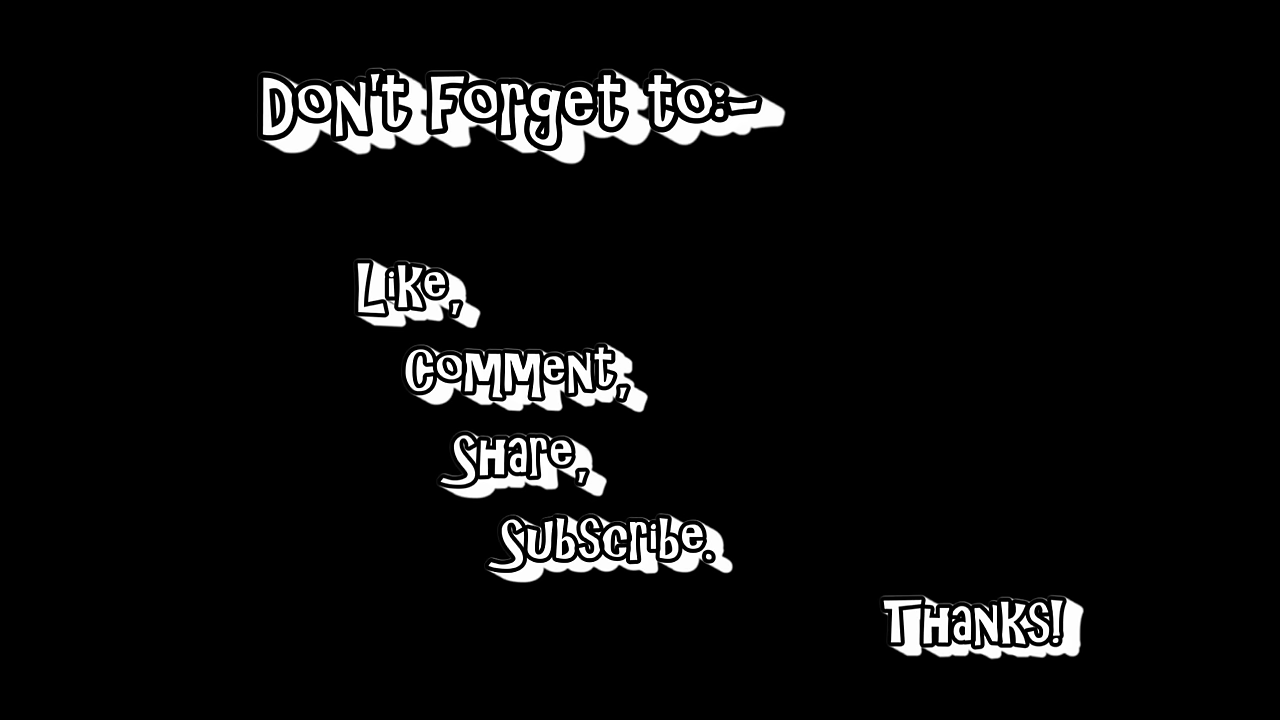 Don't Forget to:-
Like,
Comment,
Share,
Subscribe.
Thanks!